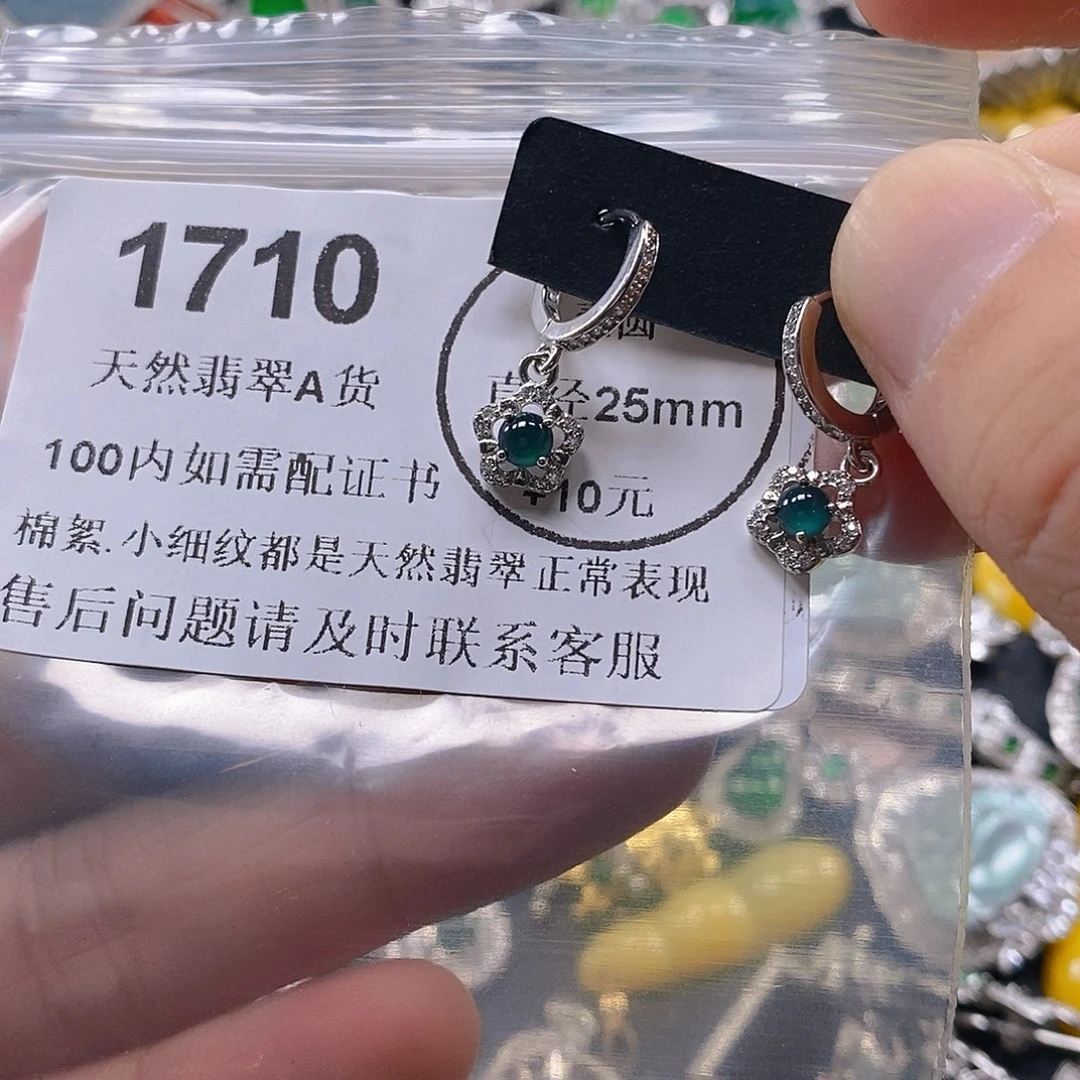 1710
天然翡翠A货
100内如需配证书
棉絮.小细纹都是天然翡翠正常表现
售后问题请及时联系客服
圆
直径25mm
+10元